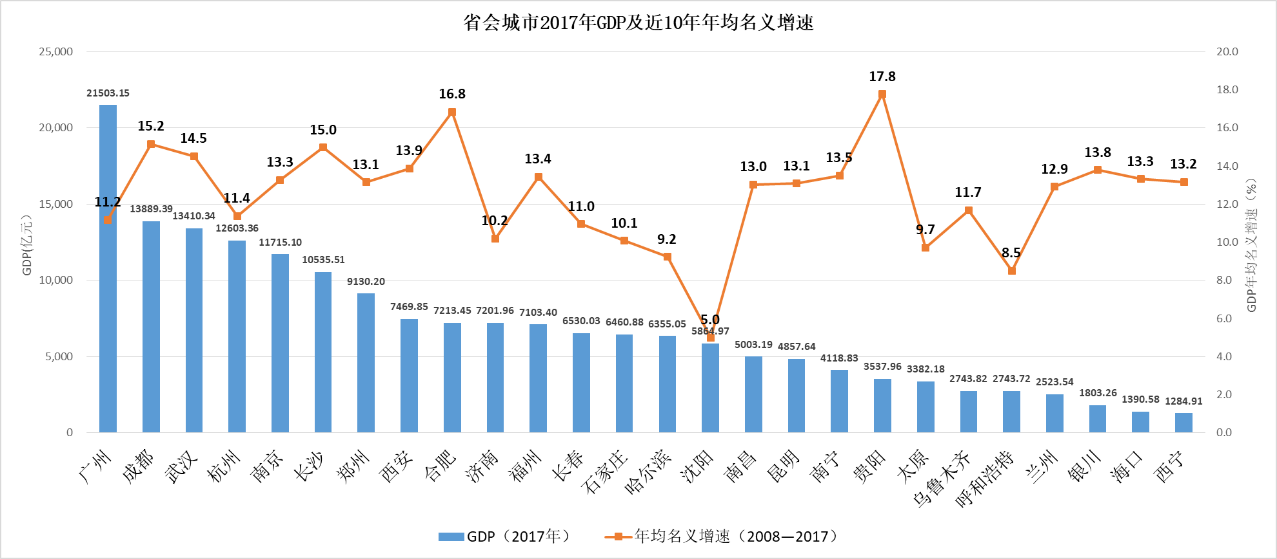 省会城市2017年GDP及近10年年均名义增速
GDP(亿元)
25,000
20,000
15,000
10,000
5,000
0
GDP年均名义增速（%）
20.0
18.0
16.0
14.0
12.0
10.0
8.0
6.0
4.0
2.0
0.0
11.2 15.2 14.5 11.4 13.3 15.0 13.1 13.9 16.8 10.2 13.4 11.0 10.1 9.2 5.0 13.0 13.1 13.5 17.8 9.7 11.7 8.5 12.9 13.8 13.3 13.2
21503.15 13889.39 13410.34 12603.36 11715.10 10535.51 9130.20 7469.85 7213.45 7201.96 7103.40 6530.03 6460.88 6355.05 5864.97 5003.19 4857.64 4118.83 3537.96 3382.18 2743.82 2743.72 2523.54 1803.26 1390.58 1284.91
广州 成都 武汉 杭州 南京 长沙 郑州 西安 合肥 济南 福州 长春 石家庄 哈尔滨 沈阳 南昌 昆明 南宁 贵阳 太原 乌鲁木齐 呼和浩特 兰州 银川 海口 西宁
GDP（2017年） 年均名义增速（2008—2017）